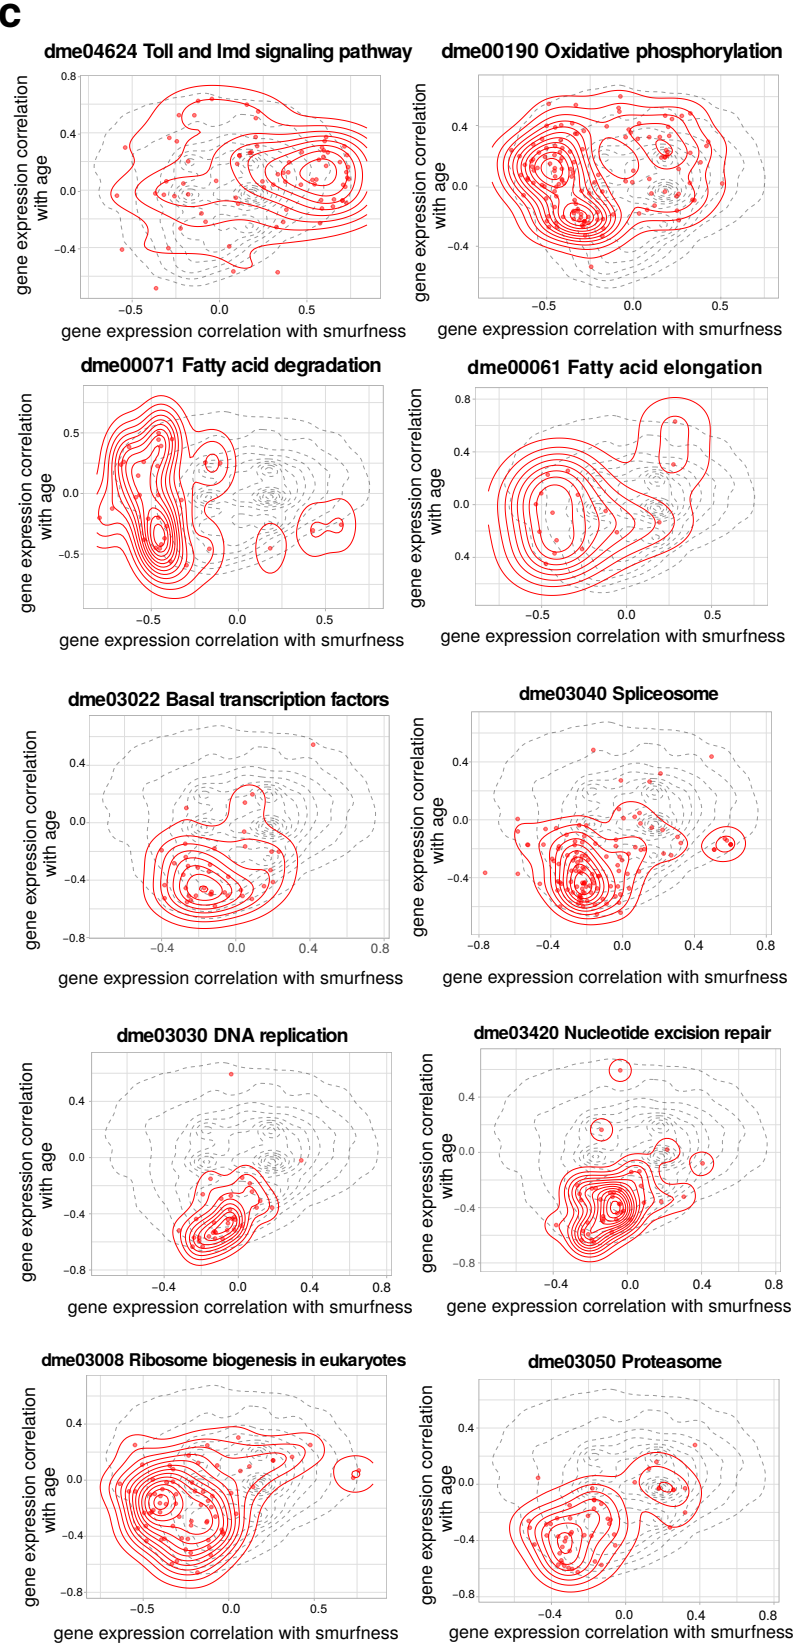 c
dme04624 Toll and Imd signaling pathway
gene expression correlation
with age
0.8
0.4
0.0
−0.4
−0.5
0.0
0.5
gene expression correlation with smurfness
dme00190 Oxidative phosphorylation
gene expression correlation
with age
0.4
0.0
−0.4
−0.5
0.0
0.5
gene expression correlation with smurfness
dme00071 Fatty acid degradation
gene expression correlation
with age
0.5
0.0
−0.5
−0.5
0.0
0.5
gene expression correlation with smurfness
dme00061 Fatty acid elongation
gene expression correlation
with age
0.8
0.4
0.0
0.4
−0.5
0.0
0.5
gene expression correlation with smurfness
dme03022 Basal transcription factors
gene expression correlation
with age
0.4
0.0
−0.4
−0.8
−0.4
0.0
0.4
0.8
gene expression correlation with smurfness
dme03040 Spliceosome
gene expression correlation
with age
0.4
0.0
−0.4
−0.8
−0.4
0.0
0.4
0.8
gene expression correlation with smurfness
dme03030 DNA replication
gene expression correlation
with age
0.4
0.0
−0.4
−0.8
−0.4
0.0
0.4
0.8
gene expression correlation with smurfness
dme03420 Nucleotide excision repair
gene expression correlation
with age
0.4
0.0
−0.4
−0.8
−0.4
0.0
0.4
0.8
gene expression correlation with smurfness
dme03008 Ribosome biogenesis in eukaryotes
gene expression correlation
with age
0.4
0.0
−0.4
−0.8
−0.5
0.0
0.5
gene expression correlation with smurfness
dme03050 Proteasome
gene expression correlation
with age
0.4
0.0
−0.4
−0.8
−0.4
0.0
0.4
0.8
gene expression correlation with smurfness